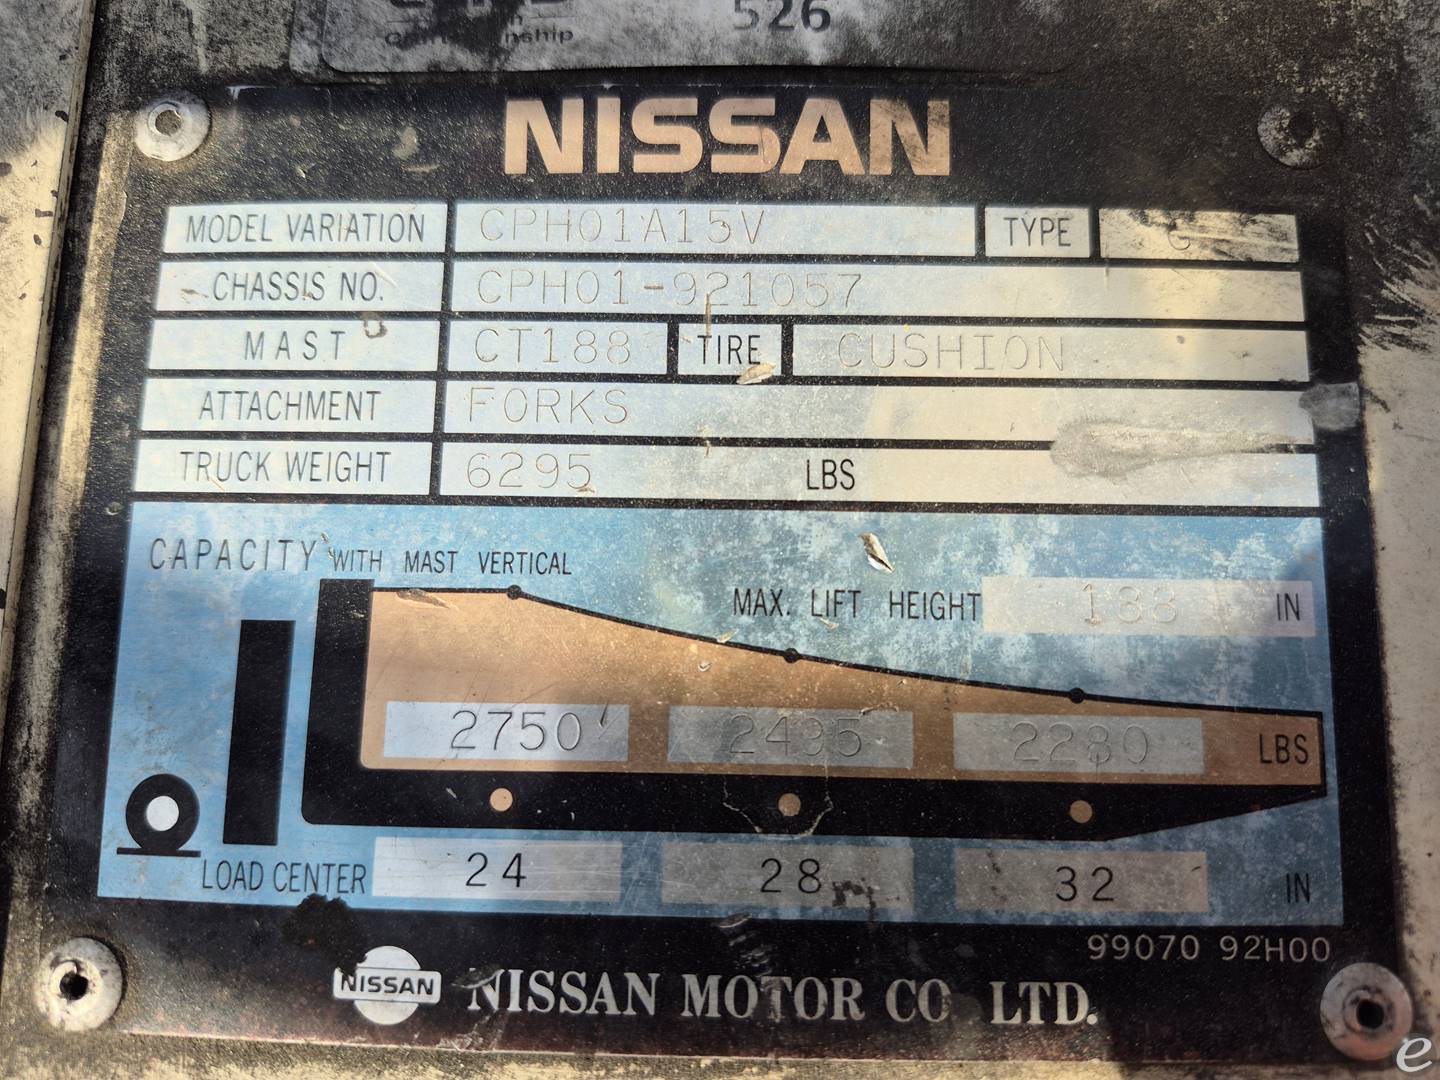 526
NISSAN
MODEL VARIATION CPH01A15V TYPE G
CHASSIS NO. CPH01-921057
MAST CT188 TIRE CUSHION
ATTACHMENT FORKS
TRUCK WEIGHT 6295 LBS
CAPACITY WITH MAST VERTICAL
MAX. LIFT HEIGHT 188 IN
2750 2495 2280 LBS
LOAD CENTER 24 28 32 IN
99070 92H00
NISSAN NISSAN MOTOR CO LTD.
e